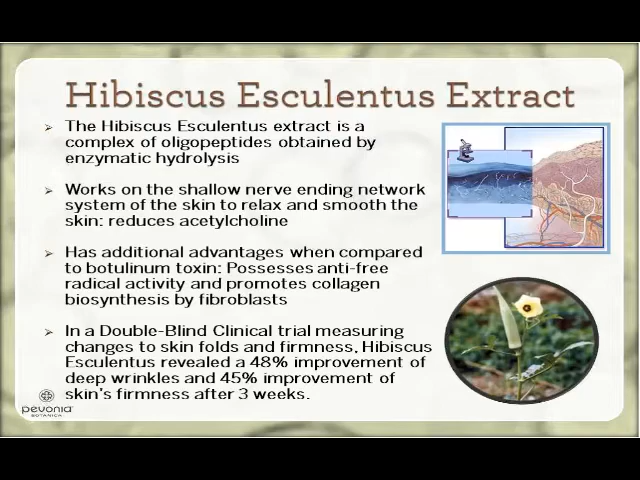 Hibiscus Esculentus Extract
➢ The Hibiscus Esculentus extract is a
complex of oligopeptides obtained by
enzymatic hydrolysis
➢ Works on the shallow nerve ending network
system of the skin to relax and smooth the
skin: reduces acetylcholine
➢ Has additional advantages when compared
to botulinum toxin: Possesses anti-free
radical activity and promotes collagen
biosynthesis by fibroblasts
➢ In a Double-Blind Clinical trial measuring
changes to skin folds and firmness, Hibiscus
Esculentus revealed a 48% improvement of
deep wrinkles and 45% improvement of
skin's firmness after 3 weeks.
pevonia
BOTANICA